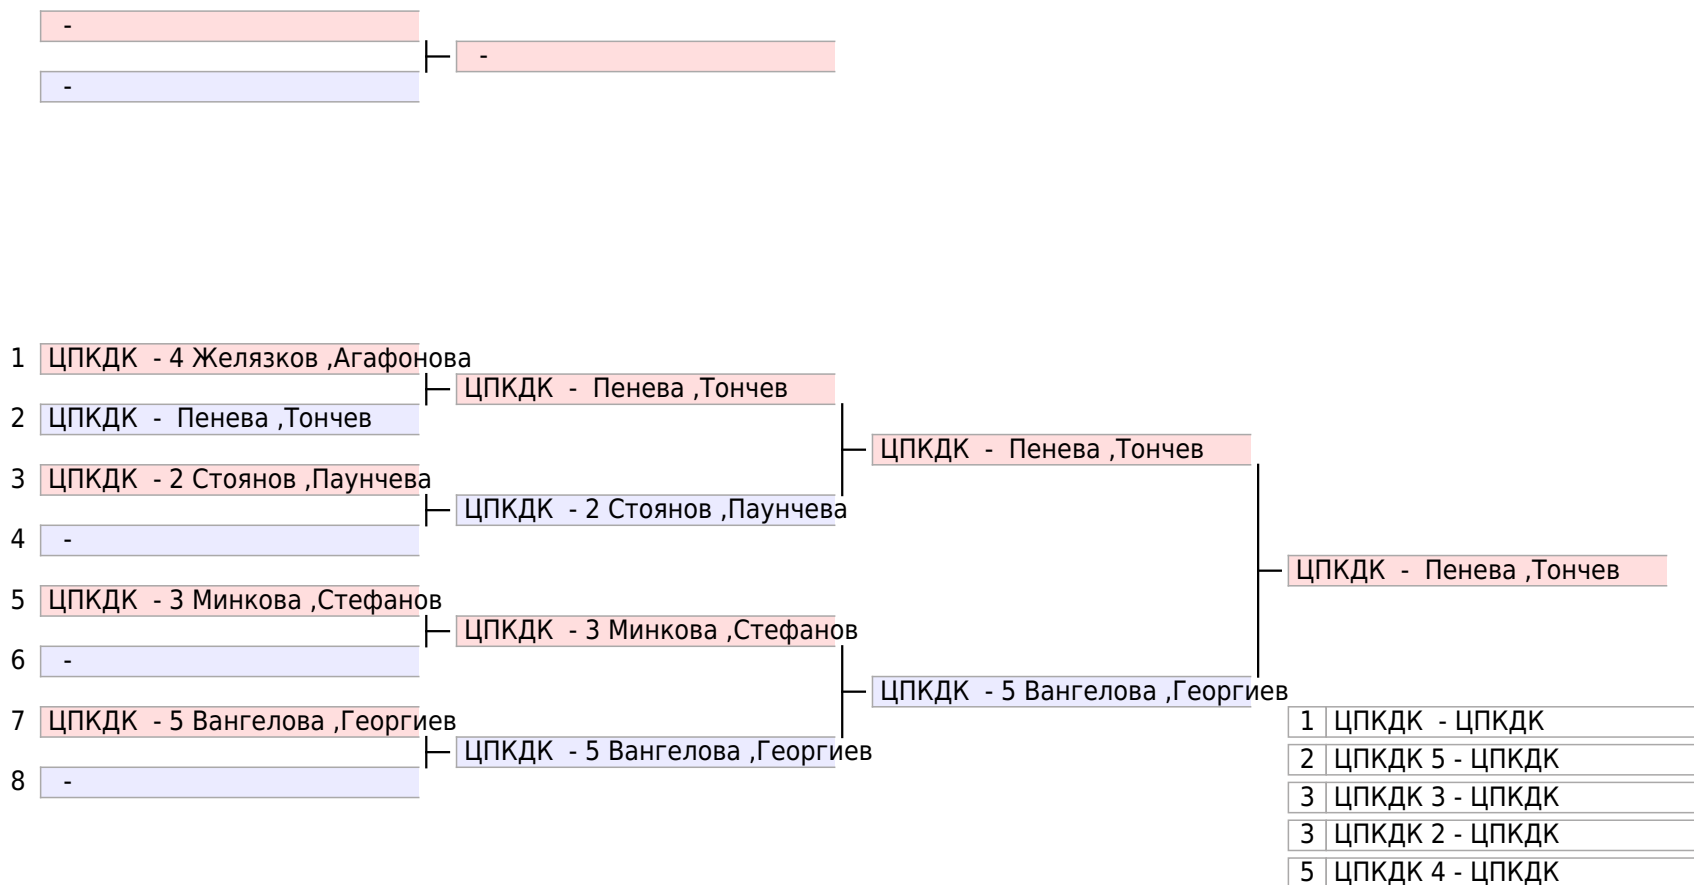 -
-
-
1 ЦПКДК - 4 Желязков ,Агафонова
ЦПКДК - Пенева ,Тончев
2 ЦПКДК - Пенева ,Тончев
ЦПКДК - Пенева ,Тончев
3 ЦПКДК - 2 Стоянов ,Паунчева
ЦПКДК - 2 Стоянов ,Паунчева
4 -
ЦПКДК - Пенева ,Тончев
5 ЦПКДК - 3 Минкова ,Стефанов
ЦПКДК - 3 Минкова ,Стефанов
6 -
ЦПКДК - 5 Вангелова ,Георгиев
7 ЦПКДК - 5 Вангелова ,Георгиев
ЦПКДК - 5 Вангелова ,Георгиев
8 -
1 ЦПКДК - ЦПКДК
2 ЦПКДК 5 - ЦПКДК
3 ЦПКДК 3 - ЦПКДК
3 ЦПКДК 2 - ЦПКДК
5 ЦПКДК 4 - ЦПКДК